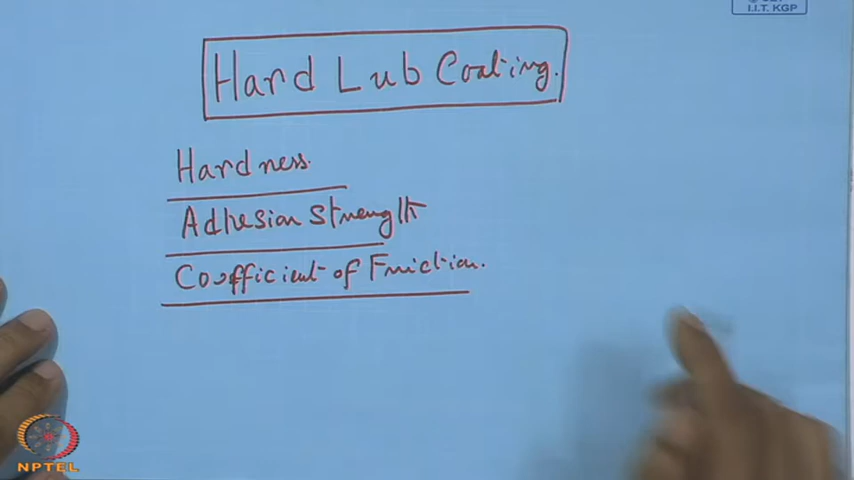 I.I.T. KGP
Hard Lub Coating.
Hardness.
Adhesion Strength
Coefficient of Friction.
NPTEL